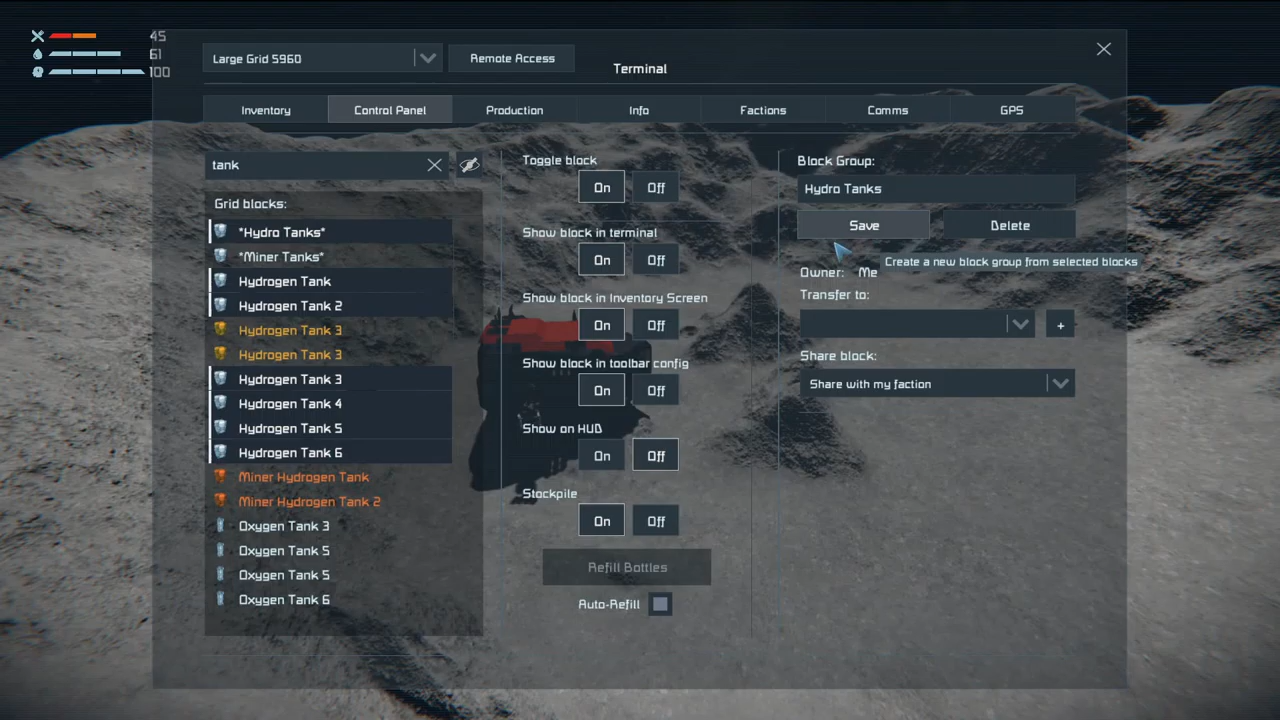 45
61
100
Large Grid 5960
Remote Access
Terminal
Inventory
Control Panel
Production
Info
Factions
Comms
GPS
tank
Grid blocks:
*Hydro Tanks*
*Miner Tanks*
Hydrogen Tank
Hydrogen Tank 2
Hydrogen Tank 3
Hydrogen Tank 3
Hydrogen Tank 3
Hydrogen Tank 4
Hydrogen Tank 5
Hydrogen Tank 6
Miner Hydrogen Tank
Miner Hydrogen Tank 2
Oxygen Tank 3
Oxygen Tank 5
Oxygen Tank 5
Oxygen Tank 6
Toggle block
On Off
Show block in terminal
On Off
Show block in Inventory Screen
On Off
Show block in toolbar config
On Off
Show on HUD
On Off
Stockpile
On Off
Refill Bottles
Auto-Refill
Block Group:
Hydro Tanks
Save
Delete
Create a new block group from selected blocks
Owner: Me
Transfer to:
+
Share block:
Share with my faction